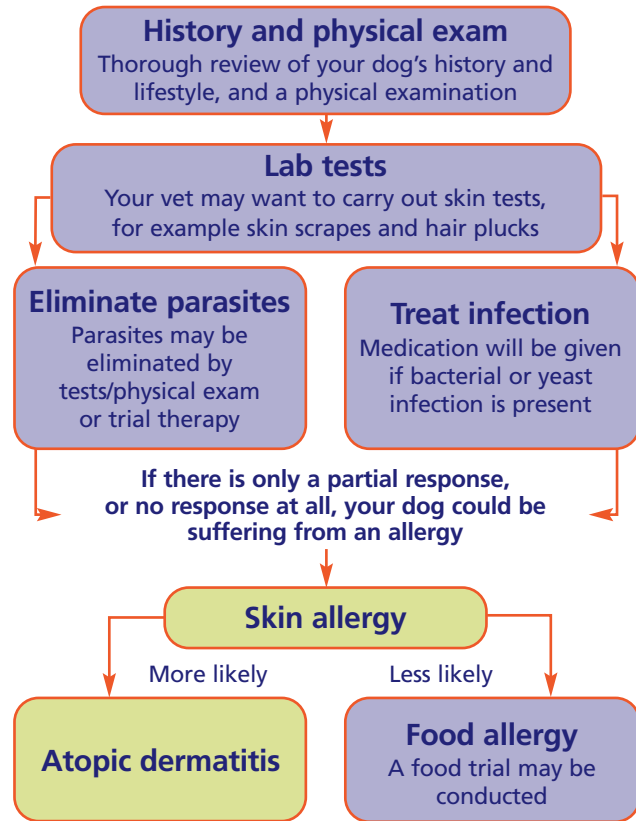 History and physical exam
Thorough review of your dog’s history and
lifestyle, and a physical examination
Lab tests
Your vet may want to carry out skin tests,
for example skin scrapes and hair plucks
Eliminate parasites
Parasites may be
eliminated by
tests/physical exam
or trial therapy
Treat infection
Medication will be given
if bacterial or yeast
infection is present
If there is only a partial response,
or no response at all, your dog could be
suffering from an allergy
Skin allergy
More likely
Less likely
Atopic dermatitis
Food allergy
A food trial may be
conducted